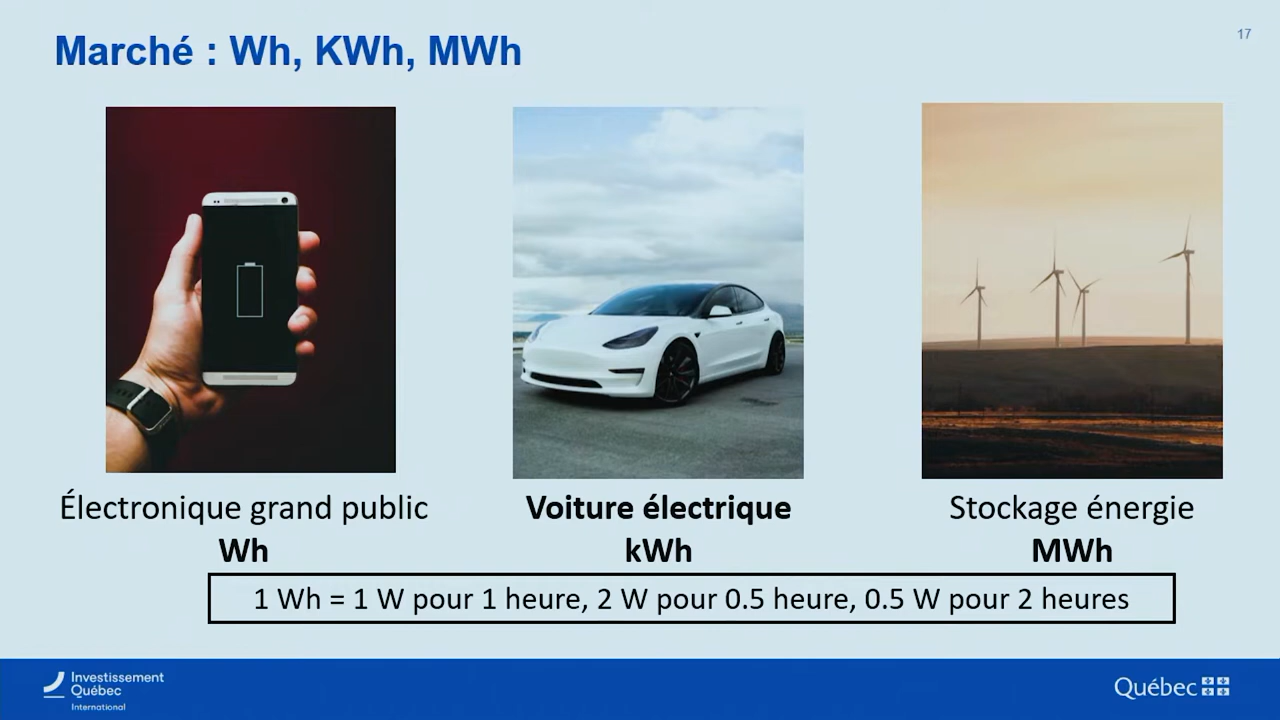 17
Marché : Wh, KWh, MWh
Électronique grand public
Wh
Voiture électrique
kWh
Stockage énergie
MWh
1 Wh = 1 W pour 1 heure, 2 W pour 0.5 heure, 0.5 W pour 2 heures
Investissement
Québec
International
Québec